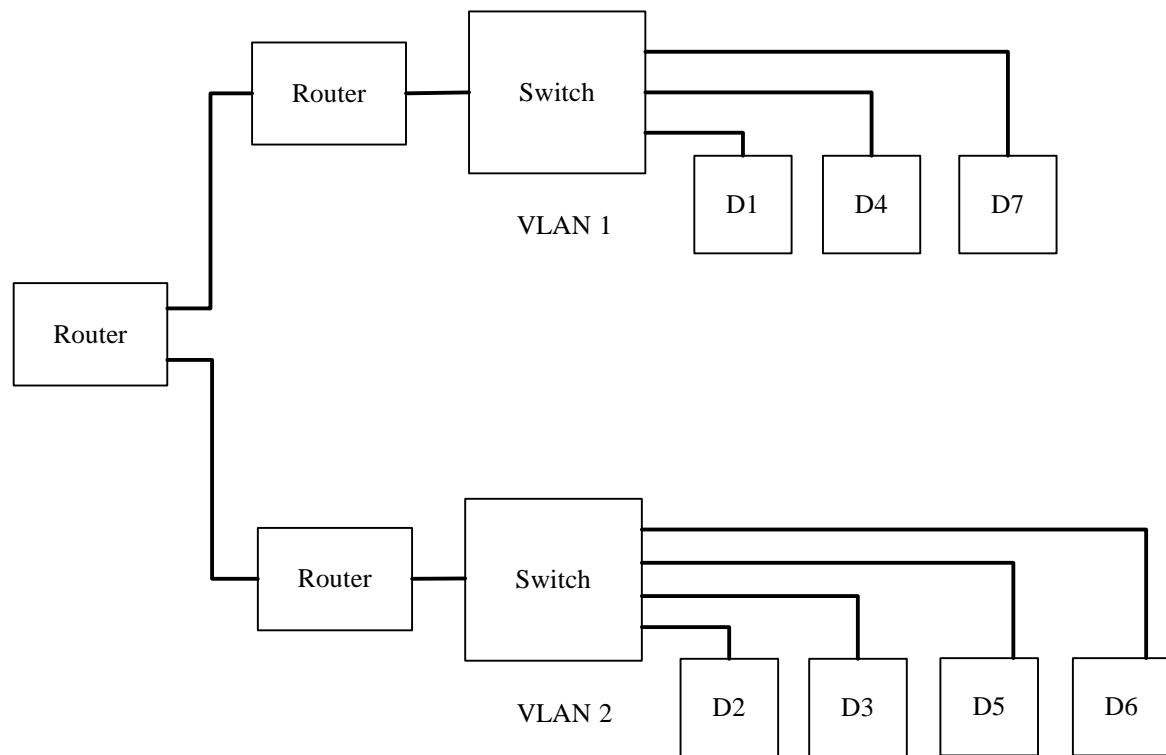 Router
Switch
D1
D4
D7
VLAN 1
Router
Router
Switch
D2
D3
D5
D6
VLAN 2